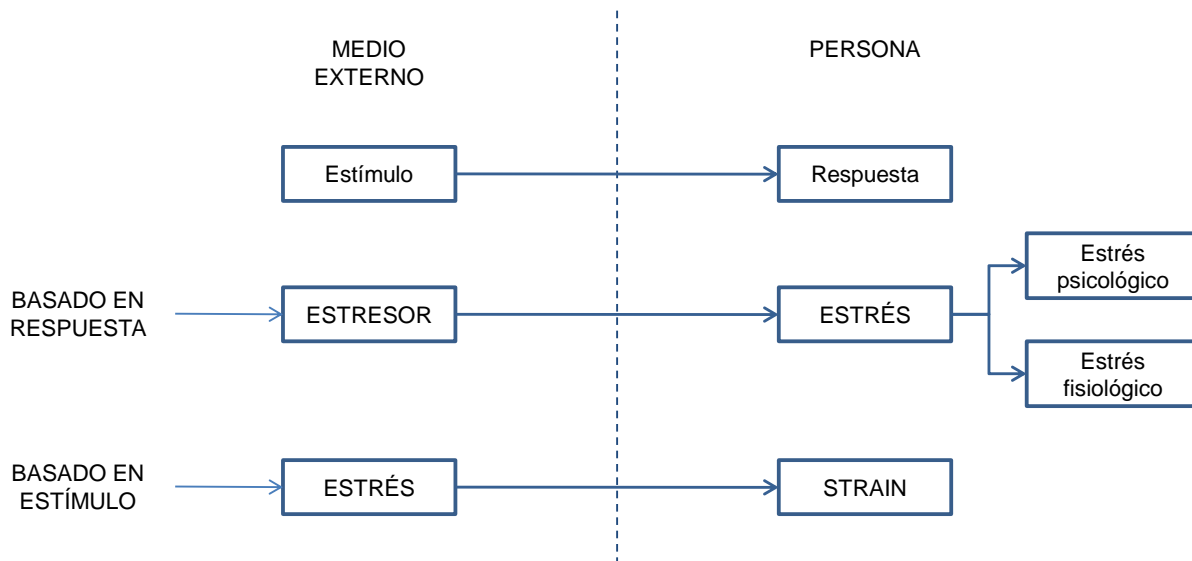 MEDIO
EXTERNO
PERSONA
Estímulo
Respuesta
BASADO EN
RESPUESTA
ESTRESOR
ESTRÉS
Estrés
psicológico
Estrés
fisiológico
BASADO EN
ESTÍMULO
ESTRÉS
STRAIN